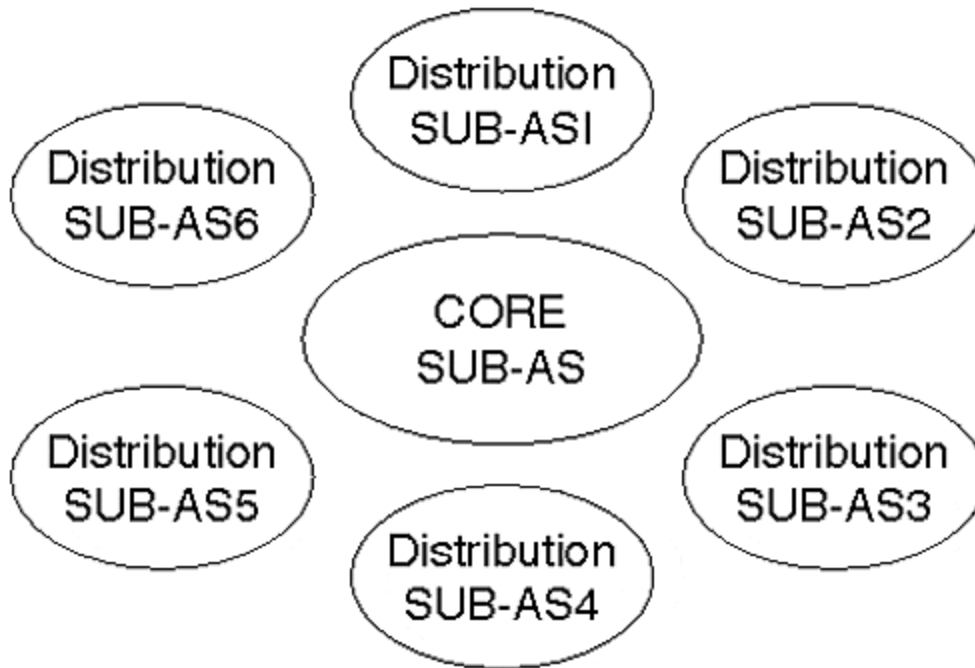 Distribution
SUB-ASI
Distribution
SUB-AS6
Distribution
SUB-AS2
CORE
SUB-AS
Distribution
SUB-AS5
Distribution
SUB-AS3
Distribution
SUB-AS4